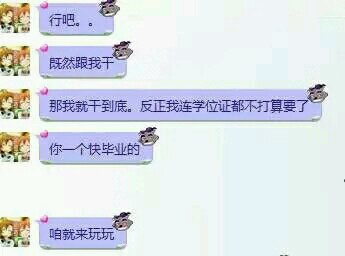 行吧。。
既然跟我干
那我就干到底。反正我连学位证都不打算要了
你一个快毕业的
咱就来玩玩